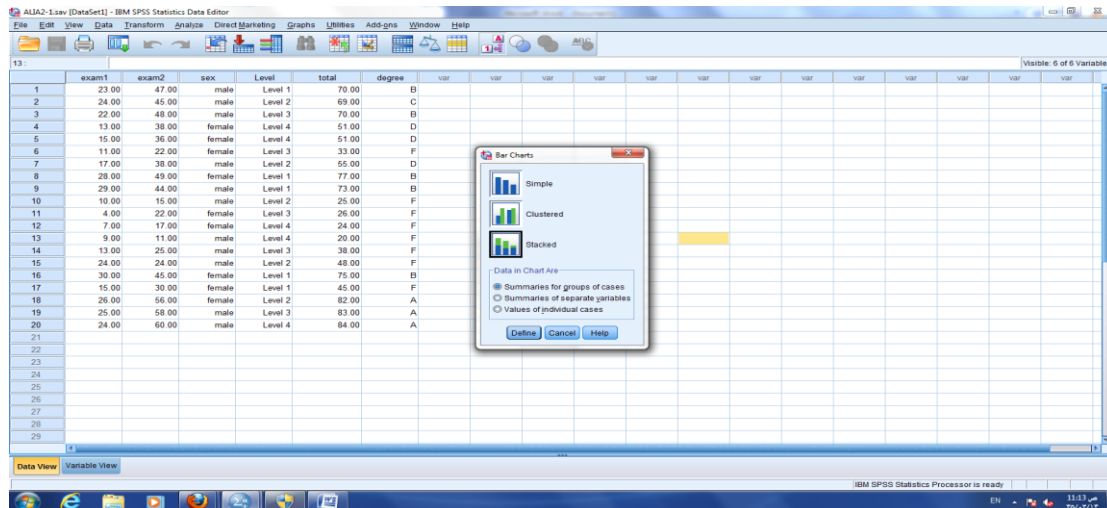 ALIA2-1.sav [DataSet1] - IBM SPSS Statistics Data Editor
File Edit View Data Transform Analyze Direct Marketing Graphs Utilities Add-ons Window Help
13 :
Visible: 6 of 6 Variable
exam1 exam2 sex Level total degree var var var var var var var var var var var var
1 23.00 47.00 male Level 1 70.00 B
2 24.00 45.00 male Level 2 69.00 C
3 22.00 48.00 male Level 3 70.00 B
4 13.00 38.00 female Level 4 51.00 D
5 15.00 36.00 female Level 4 51.00 D
6 11.00 22.00 female Level 3 33.00 F
7 17.00 38.00 male Level 2 55.00 D
8 28.00 49.00 female Level 1 77.00 B
9 29.00 44.00 male Level 1 73.00 B
10 10.00 15.00 male Level 2 25.00 F
11 4.00 22.00 female Level 3 26.00 F
12 7.00 17.00 female Level 4 24.00 F
13 9.00 11.00 male Level 4 20.00 F
14 13.00 25.00 male Level 3 38.00 F
15 24.00 24.00 male Level 2 48.00 F
16 30.00 45.00 female Level 1 75.00 B
17 15.00 30.00 female Level 1 45.00 F
18 26.00 56.00 female Level 2 82.00 A
19 25.00 58.00 male Level 3 83.00 A
20 24.00 60.00 male Level 4 84.00 A
21
22
23
24
25
26
27
28
29
Bar Charts
Simple
Clustered
Stacked
Data in Chart Are
Summaries for groups of cases
Summaries of separate variables
Values of individual cases
Define Cancel Help
Data View Variable View
IBM SPSS Statistics Processor is ready
EN 11:13 ص